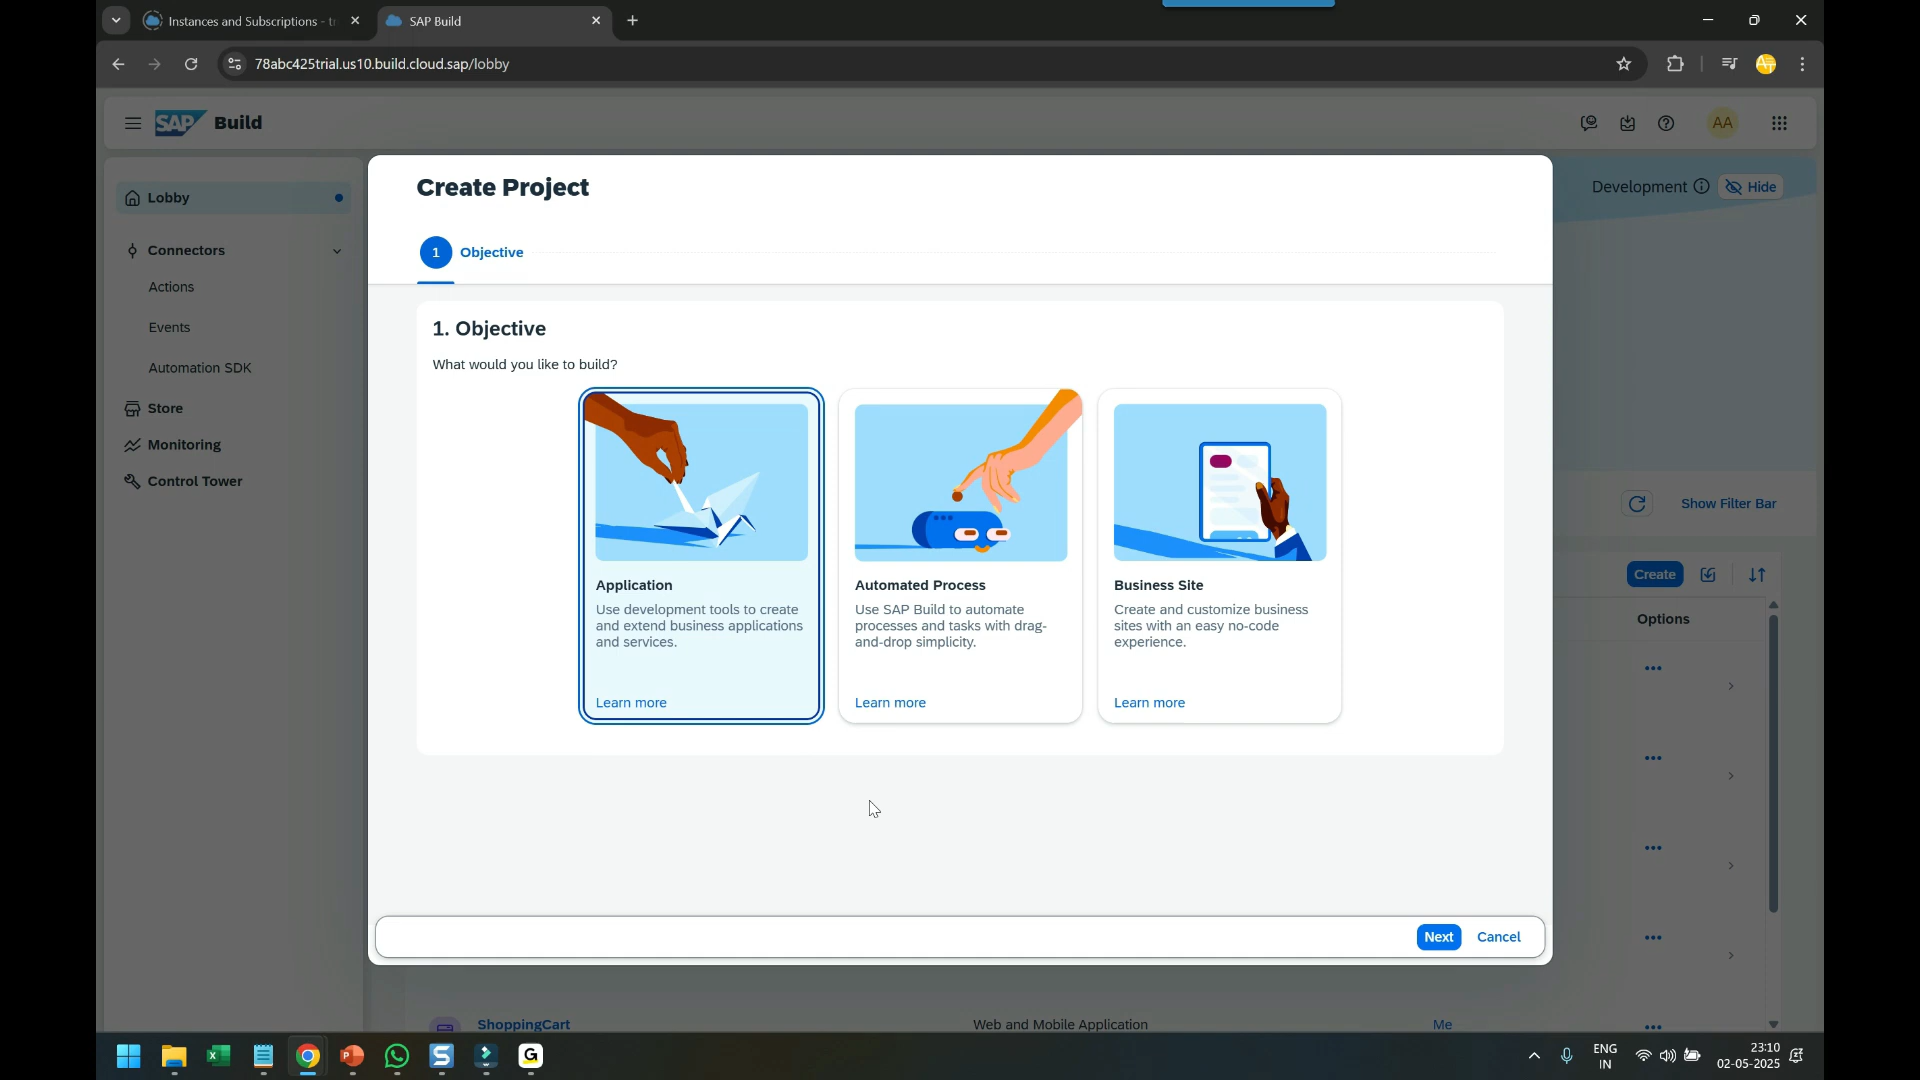 Instances and Subscriptions - tr
SAP Build
78abc425trial.us10.build.cloud.sap/lobby
SAP Build
AA
Lobby
Connectors
Actions
Events
Automation SDK
Store
Monitoring
Control Tower
Development
Hide
Show Filter Bar
Create
Options
Create Project
1 Objective
1. Objective
What would you like to build?
Application
Use development tools to create
and extend business applications
and services.
Learn more
Automated Process
Use SAP Build to automate
processes and tasks with drag-
and-drop simplicity.
Learn more
Business Site
Create and customize business
sites with an easy no-code
experience.
Learn more
Next
Cancel
ShoppingCart
Web and Mobile Application
Me
ENG
IN
23:10
02-05-2025